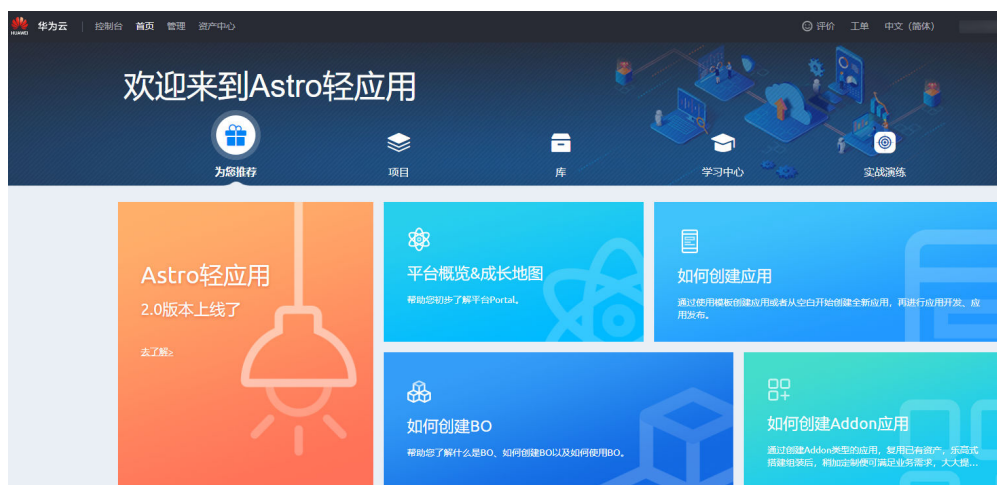 HUAWEI 华为云 控制台 首页 管理 资产中心 评价 工单 中文（简体）
欢迎来到Astro轻应用
为您推荐 项目 库 学习中心 实战演练
Astro轻应用
2.0版本上线了
去了解>
平台概览&成长地图
帮助您初步了解平台Portal。
如何创建应用
通过使用模板创建应用或者从空白开始创建全新应用，再进行应用开发、应
用发布。
如何创建BO
帮助您了解什么是BO、如何创建BO以及如何使用BO。
如何创建Addon应用
通过创建Addon类型的应用，复用已有资产，乐高式
搭建组装后，稍加定制便可满足业务需求，大大提...